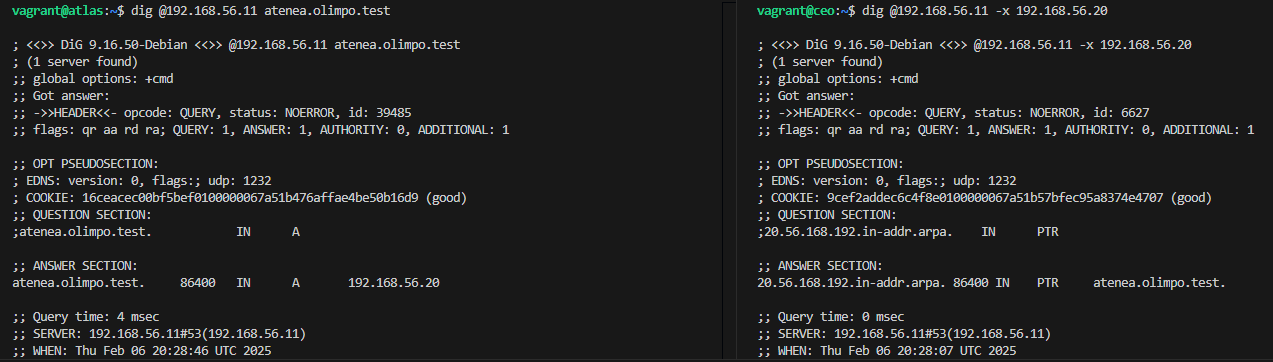 vagrant@atlas:~$ dig @192.168.56.11 atenea.olimpo.test

; <<>> DiG 9.16.50-Debian <<>> @192.168.56.11 atenea.olimpo.test
; (1 server found)
;; global options: +cmd
;; Got answer:
;; ->>HEADER<<- opcode: QUERY, status: NOERROR, id: 39485
;; flags: qr aa rd ra; QUERY: 1, ANSWER: 1, AUTHORITY: 0, ADDITIONAL: 1

;; OPT PSEUDOSECTION:
; EDNS: version: 0, flags:; udp: 1232
; COOKIE: 16ceacec00bf5bef0100000067a51b476affae4be50b16d9 (good)
;; QUESTION SECTION:
;atenea.olimpo.test. IN A

;; ANSWER SECTION:
atenea.olimpo.test. 86400 IN A 192.168.56.20

;; Query time: 4 msec
;; SERVER: 192.168.56.11#53(192.168.56.11)
;; WHEN: Thu Feb 06 20:28:46 UTC 2025

vagrant@ceo:~$ dig @192.168.56.11 -x 192.168.56.20

; <<>> DiG 9.16.50-Debian <<>> @192.168.56.11 -x 192.168.56.20
; (1 server found)
;; global options: +cmd
;; Got answer:
;; ->>HEADER<<- opcode: QUERY, status: NOERROR, id: 6627
;; flags: qr aa rd ra; QUERY: 1, ANSWER: 1, AUTHORITY: 0, ADDITIONAL: 1

;; OPT PSEUDOSECTION:
; EDNS: version: 0, flags:; udp: 1232
; COOKIE: 9cef2addec6c4f8e0100000067a51b57bfec95a8374e4707 (good)
;; QUESTION SECTION:
;20.56.168.192.in-addr.arpa. IN PTR

;; ANSWER SECTION:
20.56.168.192.in-addr.arpa. 86400 IN PTR atenea.olimpo.test.

;; Query time: 0 msec
;; SERVER: 192.168.56.11#53(192.168.56.11)
;; WHEN: Thu Feb 06 20:28:07 UTC 2025